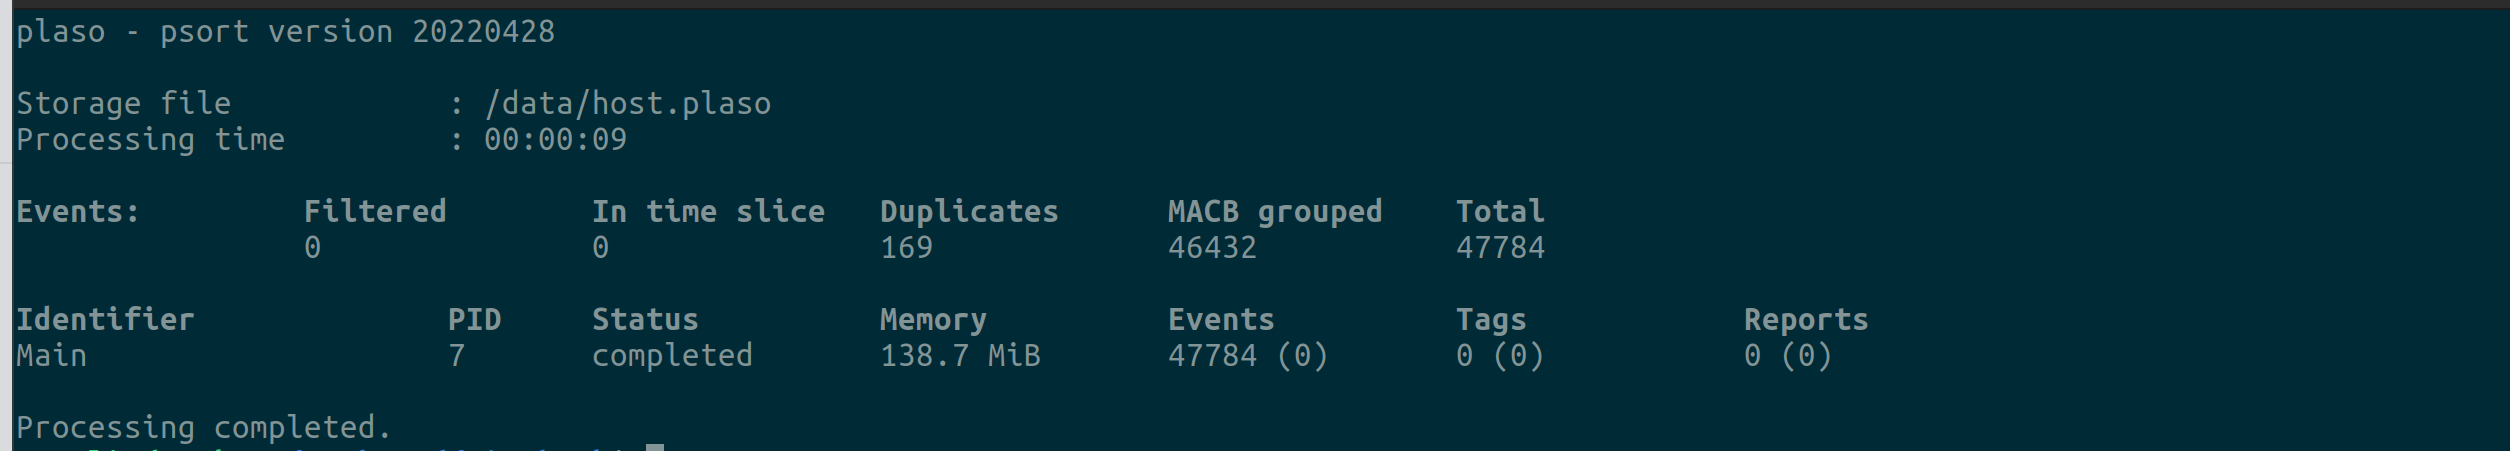 plaso - psort version 20220428
Storage file : /data/host.plaso
Processing time : 00:00:09
Events: Filtered In time slice Duplicates MACB grouped Total
0 0 169 46432 47784
Identifier PID Status Memory Events Tags Reports
Main 7 completed 138.7 MiB 47784 (0) 0 (0) 0 (0)
Processing completed.